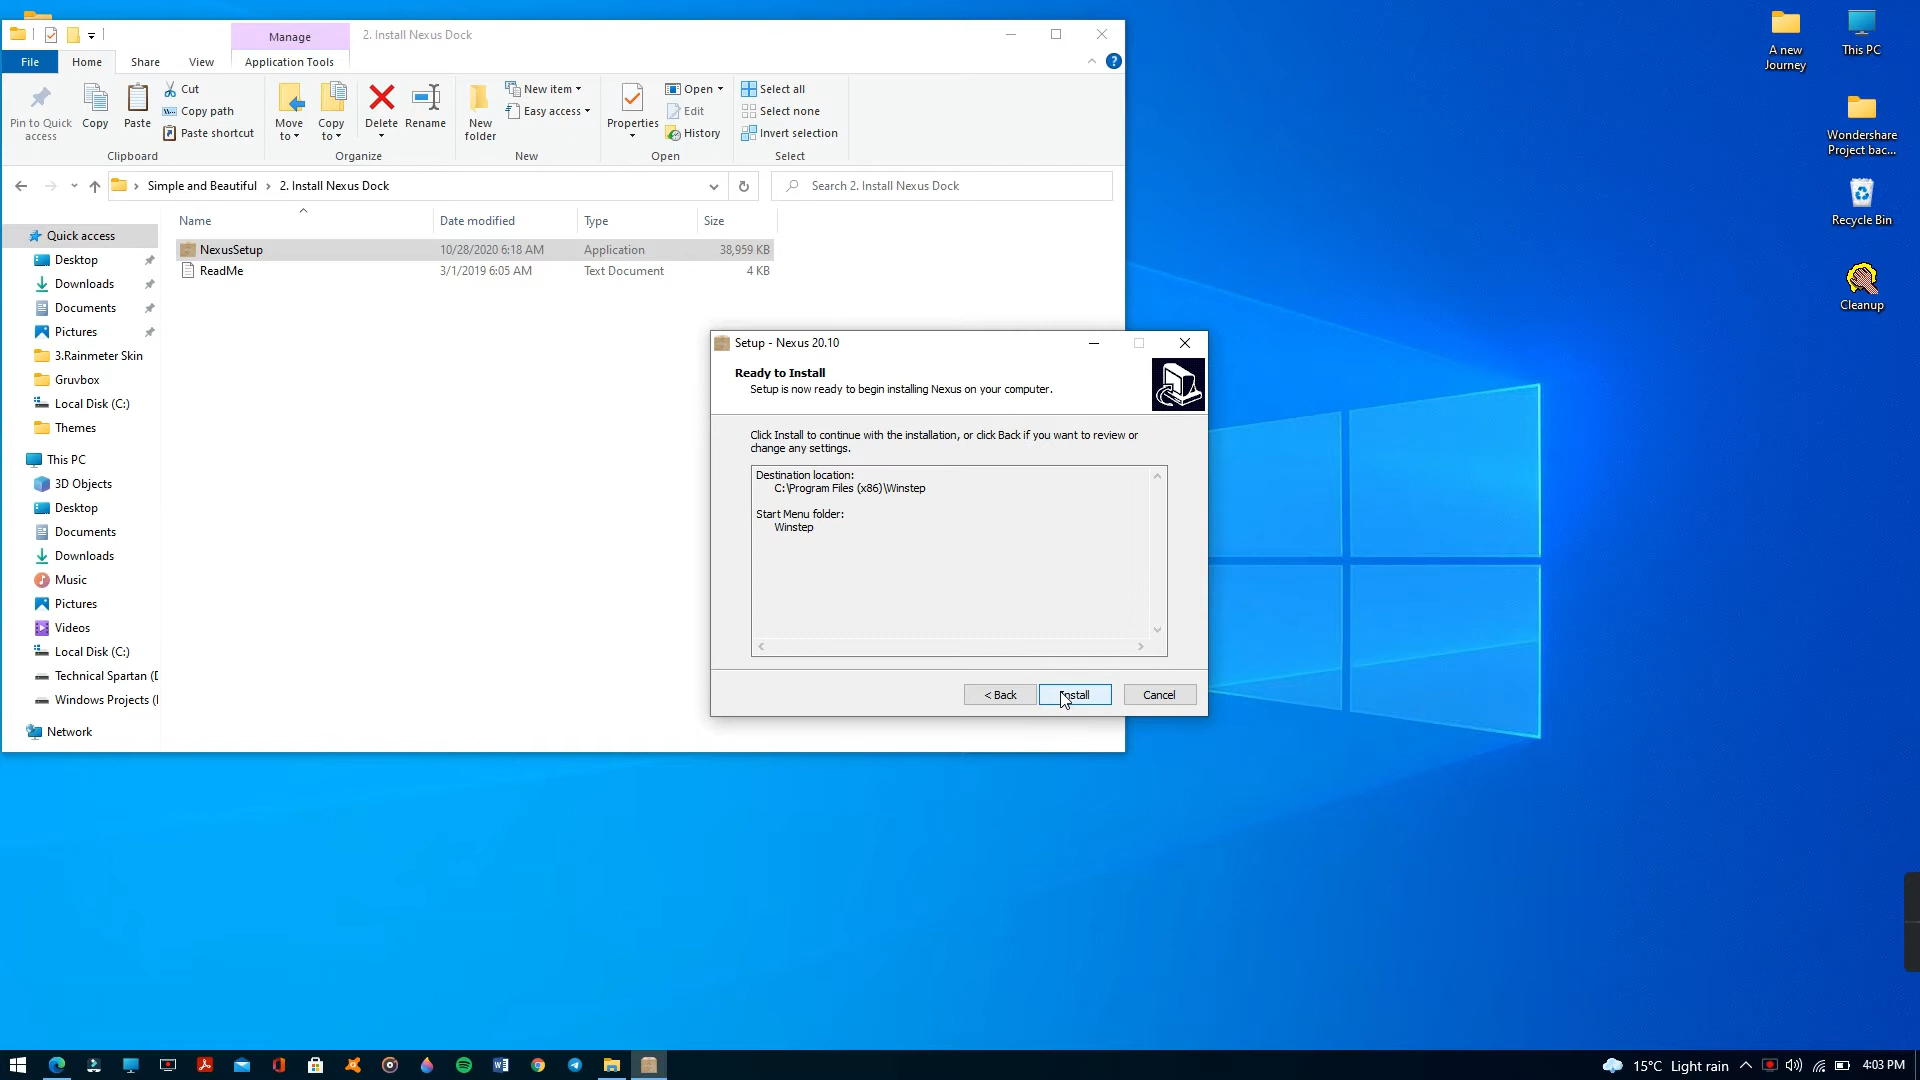 Manage
2. Install Nexus Dock
File
Home
Share
View
Application Tools
Pin to Quick access
Copy
Paste
Cut
Copy path
Paste shortcut
Clipboard
Move to
Copy to
Delete
Rename
Organize
New folder
New item
Easy access
New
Properties
Open
Edit
History
Open
Select all
Select none
Invert selection
Select
Simple and Beautiful
2. Install Nexus Dock
Search 2. Install Nexus Dock
Name
Date modified
Type
Size
NexusSetup
10/28/2020 6:18 AM
Application
38,959 KB
ReadMe
3/1/2019 6:05 AM
Text Document
4 KB
Quick access
Desktop
Downloads
Documents
Pictures
3.Rainmeter Skin
Gruvbox
Local Disk (C:)
Themes
This PC
3D Objects
Desktop
Documents
Downloads
Music
Pictures
Videos
Local Disk (C:)
Technical Spartan (D
Windows Projects (
Network
Setup - Nexus 20.10
Ready to Install
Setup is now ready to begin installing Nexus on your computer.
Click Install to continue with the installation, or click Back if you want to review or
change any settings.
Destination location:
C:\Program Files (x86)\Winstep
Start Menu folder:
Winstep
< Back
Install
Cancel
A new
Journey
This PC
Wondershare
Project bac...
Recycle Bin
Cleanup
15°C Light rain
4:03 PM